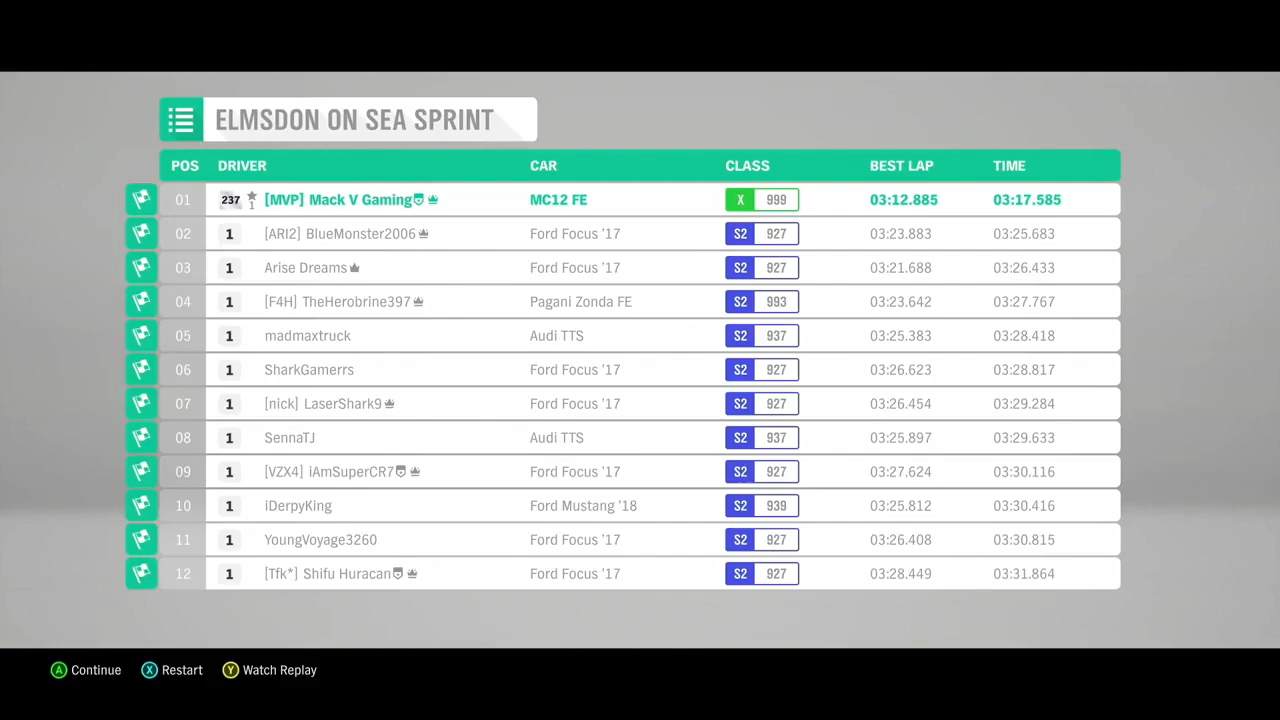 ELMSDON ON SEA SPRINT
POS DRIVER CAR CLASS BEST LAP TIME
01 237 1 [MVP] Mack V Gaming MC12 FE X 999 03:12.885 03:17.585
02 1 [ARI2] BlueMonster2006 Ford Focus '17 S2 927 03:23.883 03:25.683
03 1 Arise Dreams Ford Focus '17 S2 927 03:21.688 03:26.433
04 1 [F4H] TheHerobrine397 Pagani Zonda FE S2 993 03:23.642 03:27.767
05 1 madmaxtruck Audi TTS S2 937 03:25.383 03:28.418
06 1 SharkGamerrs Ford Focus '17 S2 927 03:26.623 03:28.817
07 1 [nick] LaserShark9 Ford Focus '17 S2 927 03:26.454 03:29.284
08 1 SennaTJ Audi TTS S2 937 03:25.897 03:29.633
09 1 [VZX4] iAmSuperCR7 Ford Focus '17 S2 927 03:27.624 03:30.116
10 1 iDerpyKing Ford Mustang '18 S2 939 03:25.812 03:30.416
11 1 YoungVoyage3260 Ford Focus '17 S2 927 03:26.408 03:30.815
12 1 [Tfk*] Shifu Huracan Ford Focus '17 S2 927 03:28.449 03:31.864
A Continue X Restart Y Watch Replay